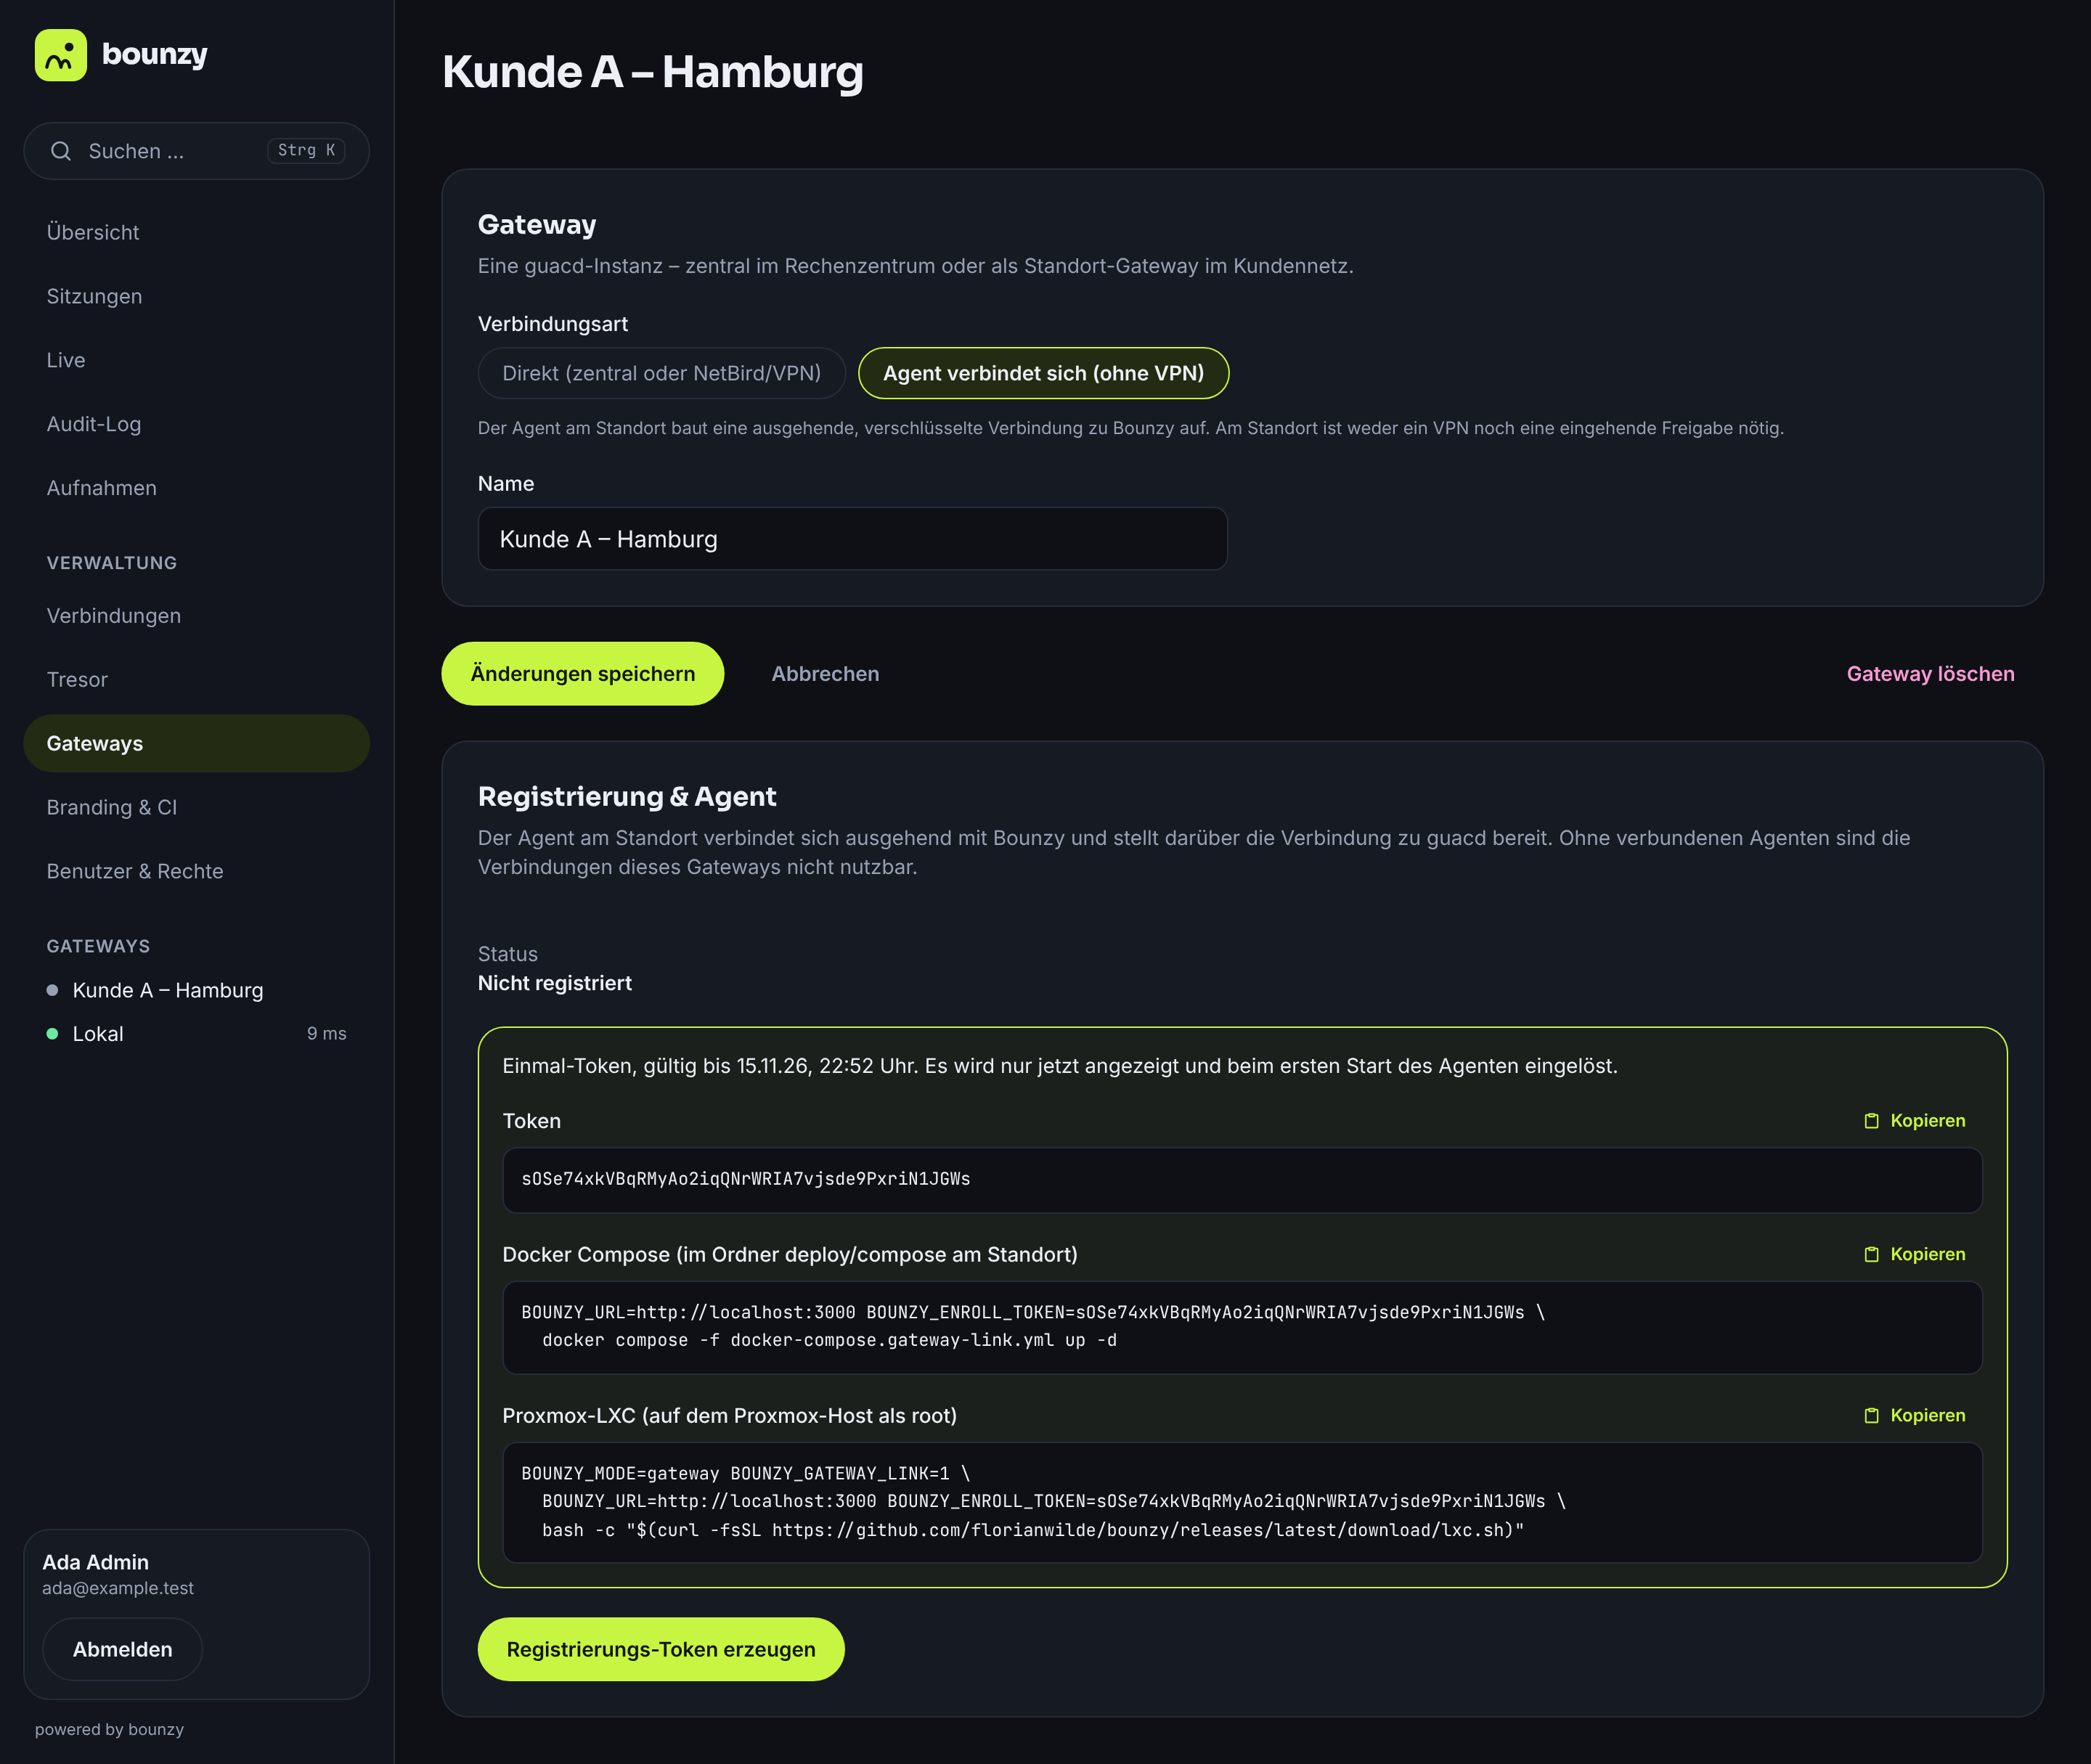 bounzy
Suchen ...
Strg K
Übersicht
Sitzungen
Live
Audit-Log
Aufnahmen
VERWALTUNG
Verbindungen
Tresor
Gateways
Branding & CI
Benutzer & Rechte
GATEWAYS
Kunde A – Hamburg
Lokal 9 ms
Ada Admin
ada@example.test
Abmelden
powered by bounzy
Kunde A – Hamburg
Gateway
Eine guacd-Instanz – zentral im Rechenzentrum oder als Standort-Gateway im Kundennetz.
Verbindungsart
Direkt (zentral oder NetBird/VPN)
Agent verbindet sich (ohne VPN)
Der Agent am Standort baut eine ausgehende, verschlüsselte Verbindung zu Bounzy auf. Am Standort ist weder ein VPN noch eine eingehende Freigabe nötig.
Name
Kunde A – Hamburg
Änderungen speichern
Abbrechen
Gateway löschen
Registrierung & Agent
Der Agent am Standort verbindet sich ausgehend mit Bounzy und stellt darüber die Verbindung zu guacd bereit. Ohne verbundenen Agenten sind die
Verbindungen dieses Gateways nicht nutzbar.
Status
Nicht registriert
Einmal-Token, gültig bis 15.11.26, 22:52 Uhr. Es wird nur jetzt angezeigt und beim ersten Start des Agenten eingelöst.
Token
Kopieren
sOSe74xkVBqRMyAo2iqQNrWRIA7vjsde9PxriN1JGWs
Docker Compose (im Ordner deploy/compose am Standort)
Kopieren
BOUNZY_URL=http://localhost:3000 BOUNZY_ENROLL_TOKEN=sOSe74xkVBqRMyAo2iqQNrWRIA7vjsde9PxriN1JGWs \
docker compose -f docker-compose.gateway-link.yml up -d
Proxmox-LXC (auf dem Proxmox-Host als root)
Kopieren
BOUNZY_MODE=gateway BOUNZY_GATEWAY_LINK=1 \
BOUNZY_URL=http://localhost:3000 BOUNZY_ENROLL_TOKEN=sOSe74xkVBqRMyAo2iqQNrWRIA7vjsde9PxriN1JGWs \
bash -c "$(curl -fsSL https://github.com/florianwilde/bounzy/releases/latest/download/lxc.sh)"
Registrierungs-Token erzeugen